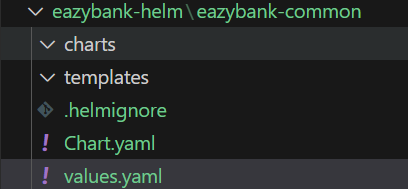 eazybank-helm\eazybank-common
charts
templates
.helmignore
! Chart.yaml
! values.yaml